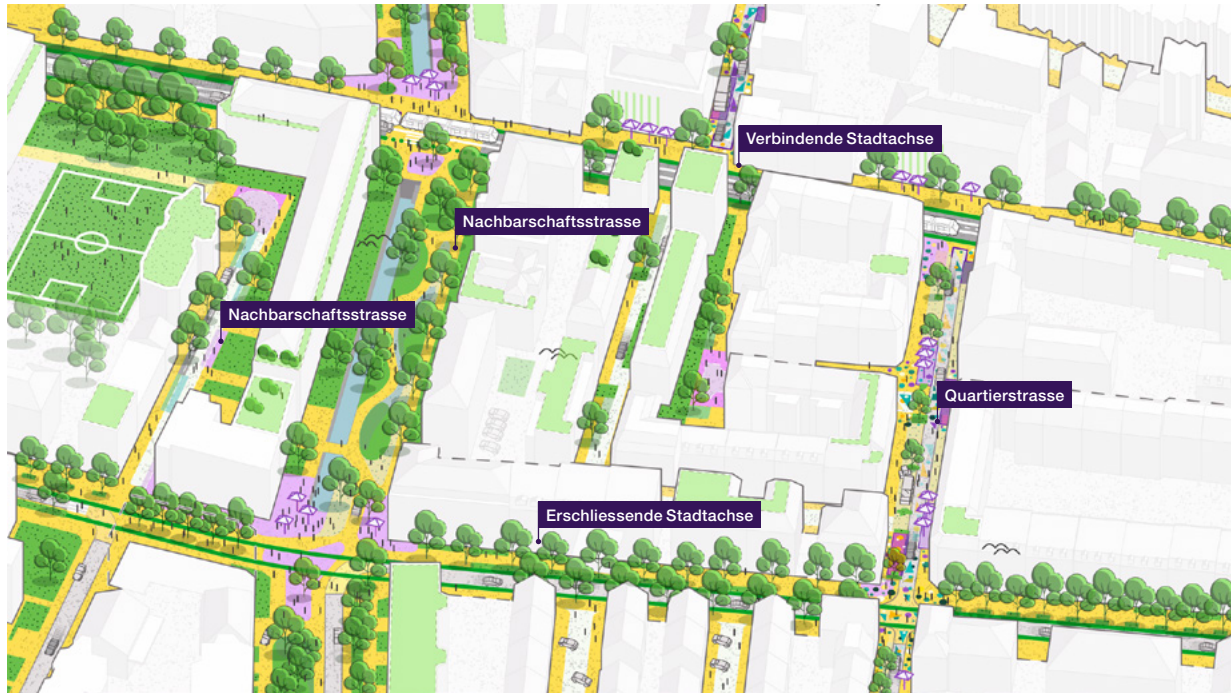 Verbindende Stadtachse
Nachbarschaftsstrasse
Nachbarschaftsstrasse
Quartierstrasse
Erschliessende Stadtachse